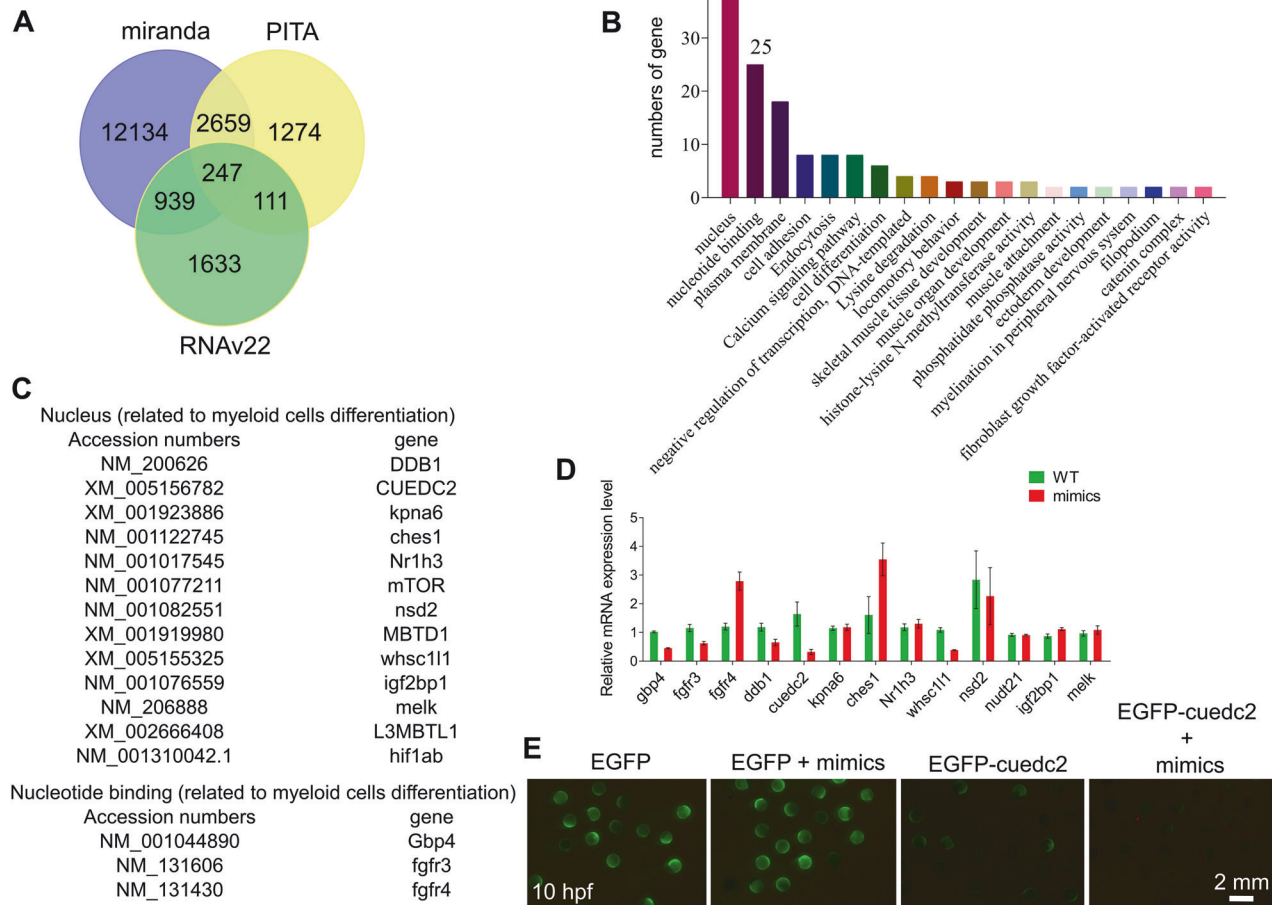 A
miranda PITA
12134 2659 1274
247
939 111
1633
RNAv22
B
numbers of gene
30
20
10
0
25
nucleus
nucleotide binding
plasma membrane
cell adhesion
Endocytosis
Calcium signaling pathway
cell differentiation
negative regulation of transcription, DNA-templated
Lysine degradation
locomotory behavior
skeletal muscle tissue development
muscle organ development
histone-lysine N-methyltransferase activity
muscle attachment
phosphatidate phosphatase activity
ectoderm development
myelination in peripheral nervous system
filopodium
catenin complex
fibroblast growth factor-activated receptor activity
C
Nucleus (related to myeloid cells differentiation)
Accession numbers gene
NM_200626 DDB1
XM_005156782 CUEDC2
XM_001923886 kpna6
NM_001122745 ches1
NM_001017545 Nr1h3
NM_001077211 mTOR
NM_001082551 nsd2
XM_001919980 MBTD1
XM_005155325 whsc1l1
NM_001076559 igf2bp1
NM_206888 melk
XM_002666408 L3MBTL1
NM_001310042.1 hif1ab
Nucleotide binding (related to myeloid cells differentiation)
Accession numbers gene
NM_001044890 Gbp4
NM_131606 fgfr3
NM_131430 fgfr4
D
WT
mimics
Relative mRNA expression level
5
4
3
2
1
0
gbp4
fgfr3
fgfr4
ddb1
cuedc2
kpna6
ches1
Nr1h3
whsc1l1
nsd2
nudt21
igf2bp1
melk
E
EGFP
EGFP + mimics
EGFP-cuedc2
EGFP-cuedc2
+
mimics
10 hpf
2 mm